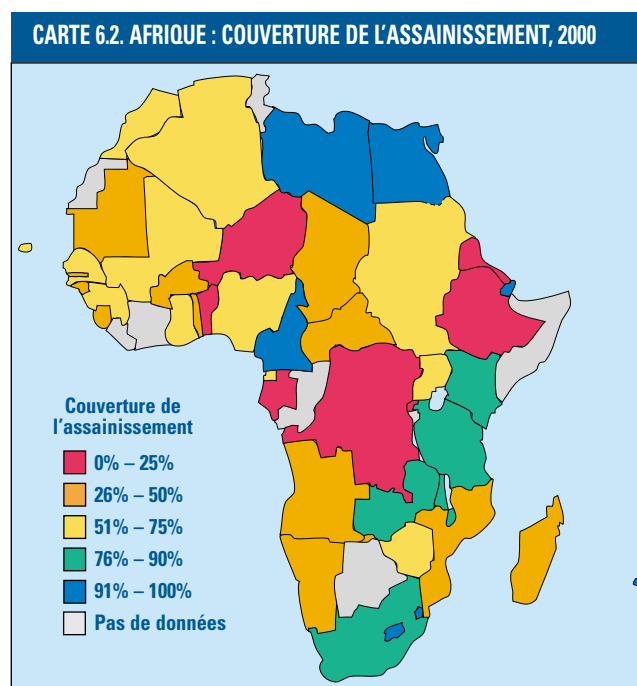 CARTE 6.2. AFRIQUE : COUVERTURE DE L'ASSAINISSEMENT, 2000
Couverture de
l'assainissement
0% – 25%
26% – 50%
51% – 75%
76% – 90%
91% – 100%
Pas de données